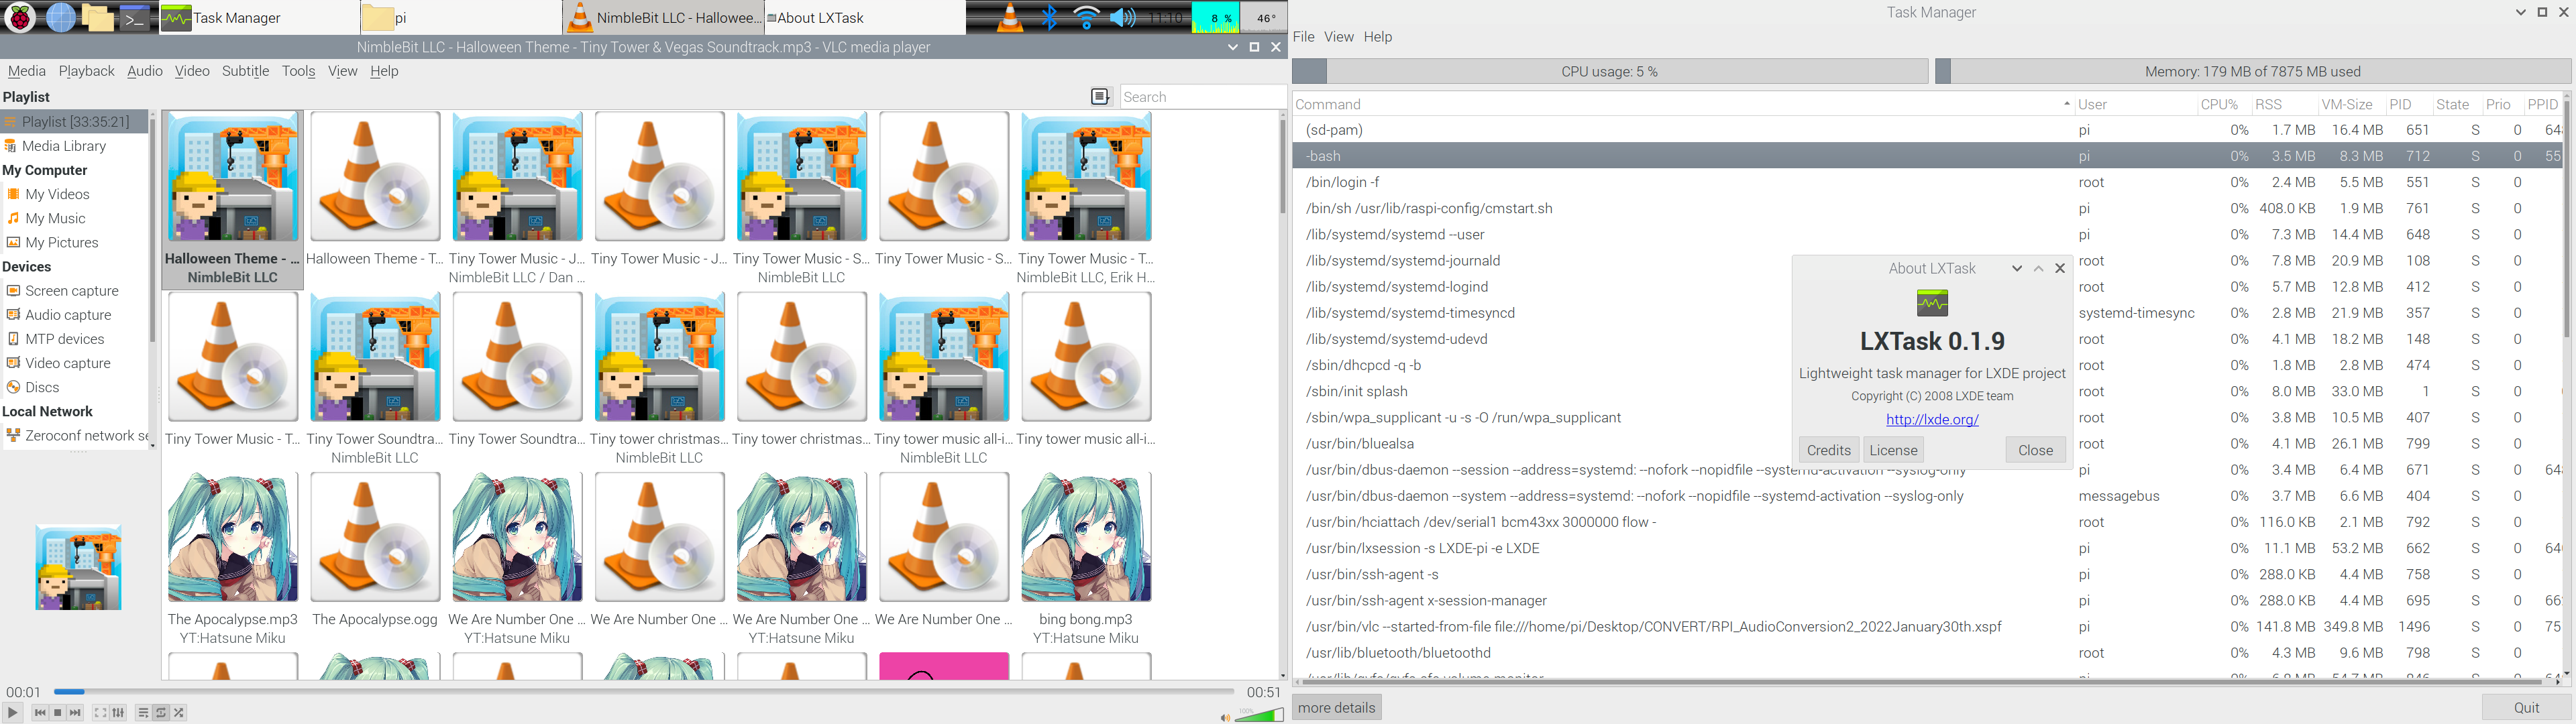 Task Manager
pi
NimbleBit LLC - Hallowee...
About LXTask
11:10
8 %
46°
NimbleBit LLC - Halloween Theme - Tiny Tower & Vegas Soundtrack.mp3 - VLC media player
Media Playback Audio Video Subtitle Tools View Help
Playlist
Search
Playlist [33:35:21]
Media Library
My Computer
My Videos
My Music
My Pictures
Devices
Screen capture
Audio capture
MTP devices
Video capture
Discs
Local Network
Zeroconf network se
Halloween Theme - ... Halloween Theme - T... Tiny Tower Music - J... Tiny Tower Music - J... Tiny Tower Music - S... Tiny Tower Music - S... Tiny Tower Music - T...
NimbleBit LLC NimbleBit LLC / Dan ... NimbleBit LLC NimbleBit LLC, Erik H...
Tiny Tower Music - T... Tiny Tower Soundtra... Tiny Tower Soundtra... Tiny tower christmas... Tiny tower christmas... Tiny tower music all-i... Tiny tower music all-i...
NimbleBit LLC NimbleBit LLC NimbleBit LLC
The Apocalypse.mp3 The Apocalypse.ogg We Are Number One ... We Are Number One ... We Are Number One ... We Are Number One ... bing bong.mp3
YT:Hatsune Miku YT:Hatsune Miku YT:Hatsune Miku YT:Hatsune Miku
00:01 00:51
100%
Task Manager
File View Help
CPU usage: 5 % Memory: 179 MB of 7875 MB used
Command User CPU% RSS VM-Size PID State Prio PPID
(sd-pam) pi 0% 1.7 MB 16.4 MB 651 S 0 64
-bash pi 0% 3.5 MB 8.3 MB 712 S 0 55
/bin/login -f root 0% 2.4 MB 5.5 MB 551 S 0
/bin/sh /usr/lib/raspi-config/cmstart.sh pi 0% 408.0 KB 1.9 MB 761 S 0
/lib/systemd/systemd --user pi 0% 7.3 MB 14.4 MB 648 S 0
/lib/systemd/systemd-journald root 0% 7.8 MB 20.9 MB 108 S 0
/lib/systemd/systemd-logind root 0% 5.7 MB 12.8 MB 412 S 0
/lib/systemd/systemd-timesyncd systemd-timesync 0% 2.8 MB 21.9 MB 357 S 0
/lib/systemd/systemd-udevd root 0% 4.1 MB 18.2 MB 148 S 0
/sbin/dhcpcd -q -b root 0% 1.8 MB 2.8 MB 474 S 0
/sbin/init splash root 0% 8.0 MB 33.0 MB 1 S 0
/sbin/wpa_supplicant -u -s -O /run/wpa_supplicant root 0% 3.8 MB 10.5 MB 407 S 0
/usr/bin/bluealsa root 0% 4.1 MB 26.1 MB 799 S 0
/usr/bin/dbus-daemon --session --address=systemd: --nofork --nopidfile --systemd-activation --syslog-only pi 0% 3.4 MB 6.4 MB 671 S 0 64
/usr/bin/dbus-daemon --system --address=systemd: --nofork --nopidfile --systemd-activation --syslog-only messagebus 0% 3.7 MB 6.6 MB 404 S 0
/usr/bin/hciattach /dev/serial1 bcm43xx 3000000 flow - root 0% 116.0 KB 2.1 MB 792 S 0
/usr/bin/lxsession -s LXDE-pi -e LXDE pi 0% 11.1 MB 53.2 MB 662 S 0 64
/usr/bin/ssh-agent -s pi 0% 288.0 KB 4.4 MB 758 S 0
/usr/bin/ssh-agent x-session-manager pi 0% 288.0 KB 4.4 MB 695 S 0 66
/usr/bin/vlc --started-from-file file:///home/pi/Desktop/CONVERT/RPI_AudioConversion2_2022January30th.xspf pi 0% 141.8 MB 349.8 MB 1496 S 0 75
/usr/lib/bluetooth/bluetoothd root 0% 4.3 MB 9.6 MB 798 S 0
About LXTask
LXTask 0.1.9
Lightweight task manager for LXDE project
Copyright (C) 2008 LXDE team
http://lxde.org/
Credits License Close
more details Quit